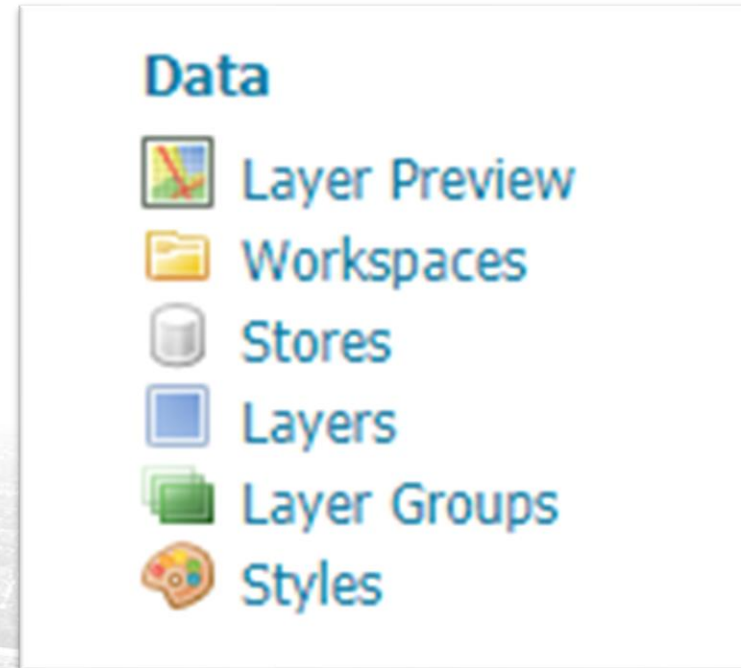 Data
Layer Preview
Workspaces
Stores
Layers
Layer Groups
Styles